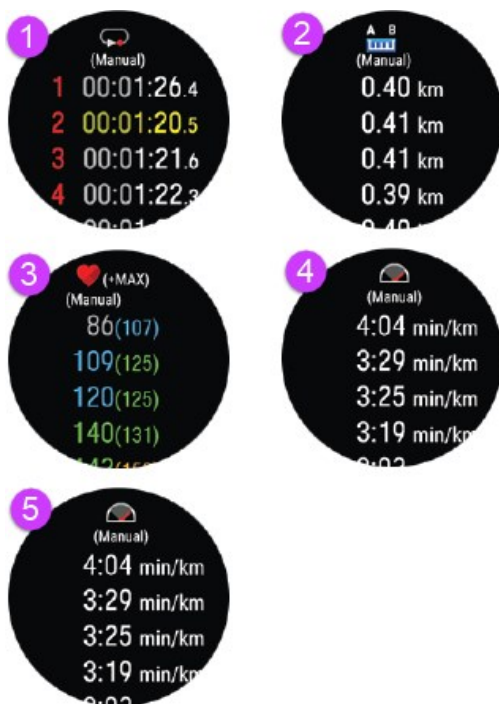 1
(Manual)
1 00:01:26.4
2 00:01:20.5
3 00:01:21.6
4 00:01:22.3
2
A B
(Manual)
0.40 km
0.41 km
0.41 km
0.39 km
3
(+MAX)
(Manual)
86(107)
109(125)
120(125)
140(131)
4
(Manual)
4:04 min/km
3:29 min/km
3:25 min/km
3:19 min/km
5
(Manual)
4:04 min/km
3:29 min/km
3:25 min/km
3:19 min/km